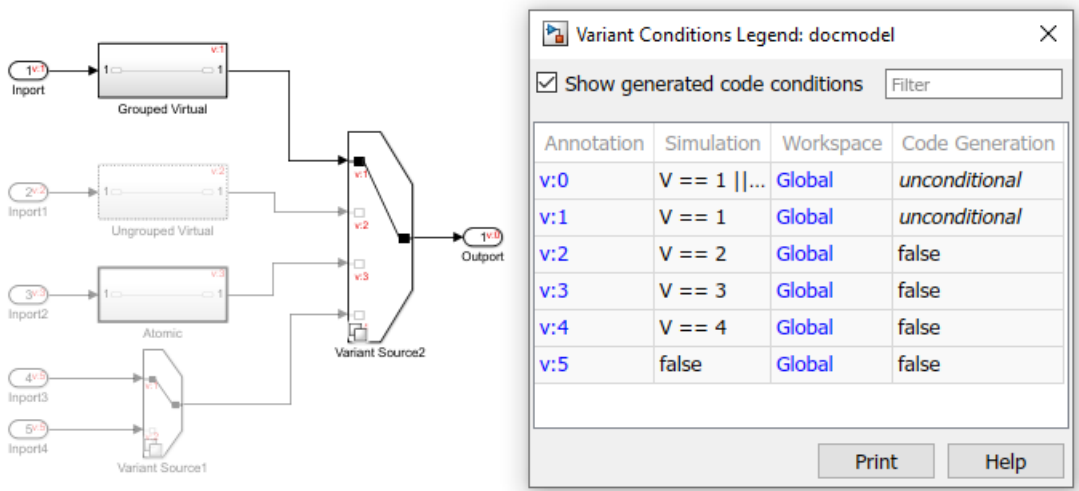 v:1
1 v:1
1
1
Inport
Grouped Virtual
v:2
2 v:2
1
1
Inport1
Ungrouped Virtual
v:1
v:2
v:3
1 v:0
Outport
v:3
3 v:3
1
1
Inport2
Atomic
Variant Source2
4 v:5
v:1
Inport3
5 v:5
v:2
Inport4
Variant Source1
Variant Conditions Legend: docmodel
Show generated code conditions
Filter
Annotation Simulation Workspace Code Generation
v:0 V == 1 ||... Global unconditional
v:1 V == 1 Global unconditional
v:2 V == 2 Global false
v:3 V == 3 Global false
v:4 V == 4 Global false
v:5 false Global false
Print Help